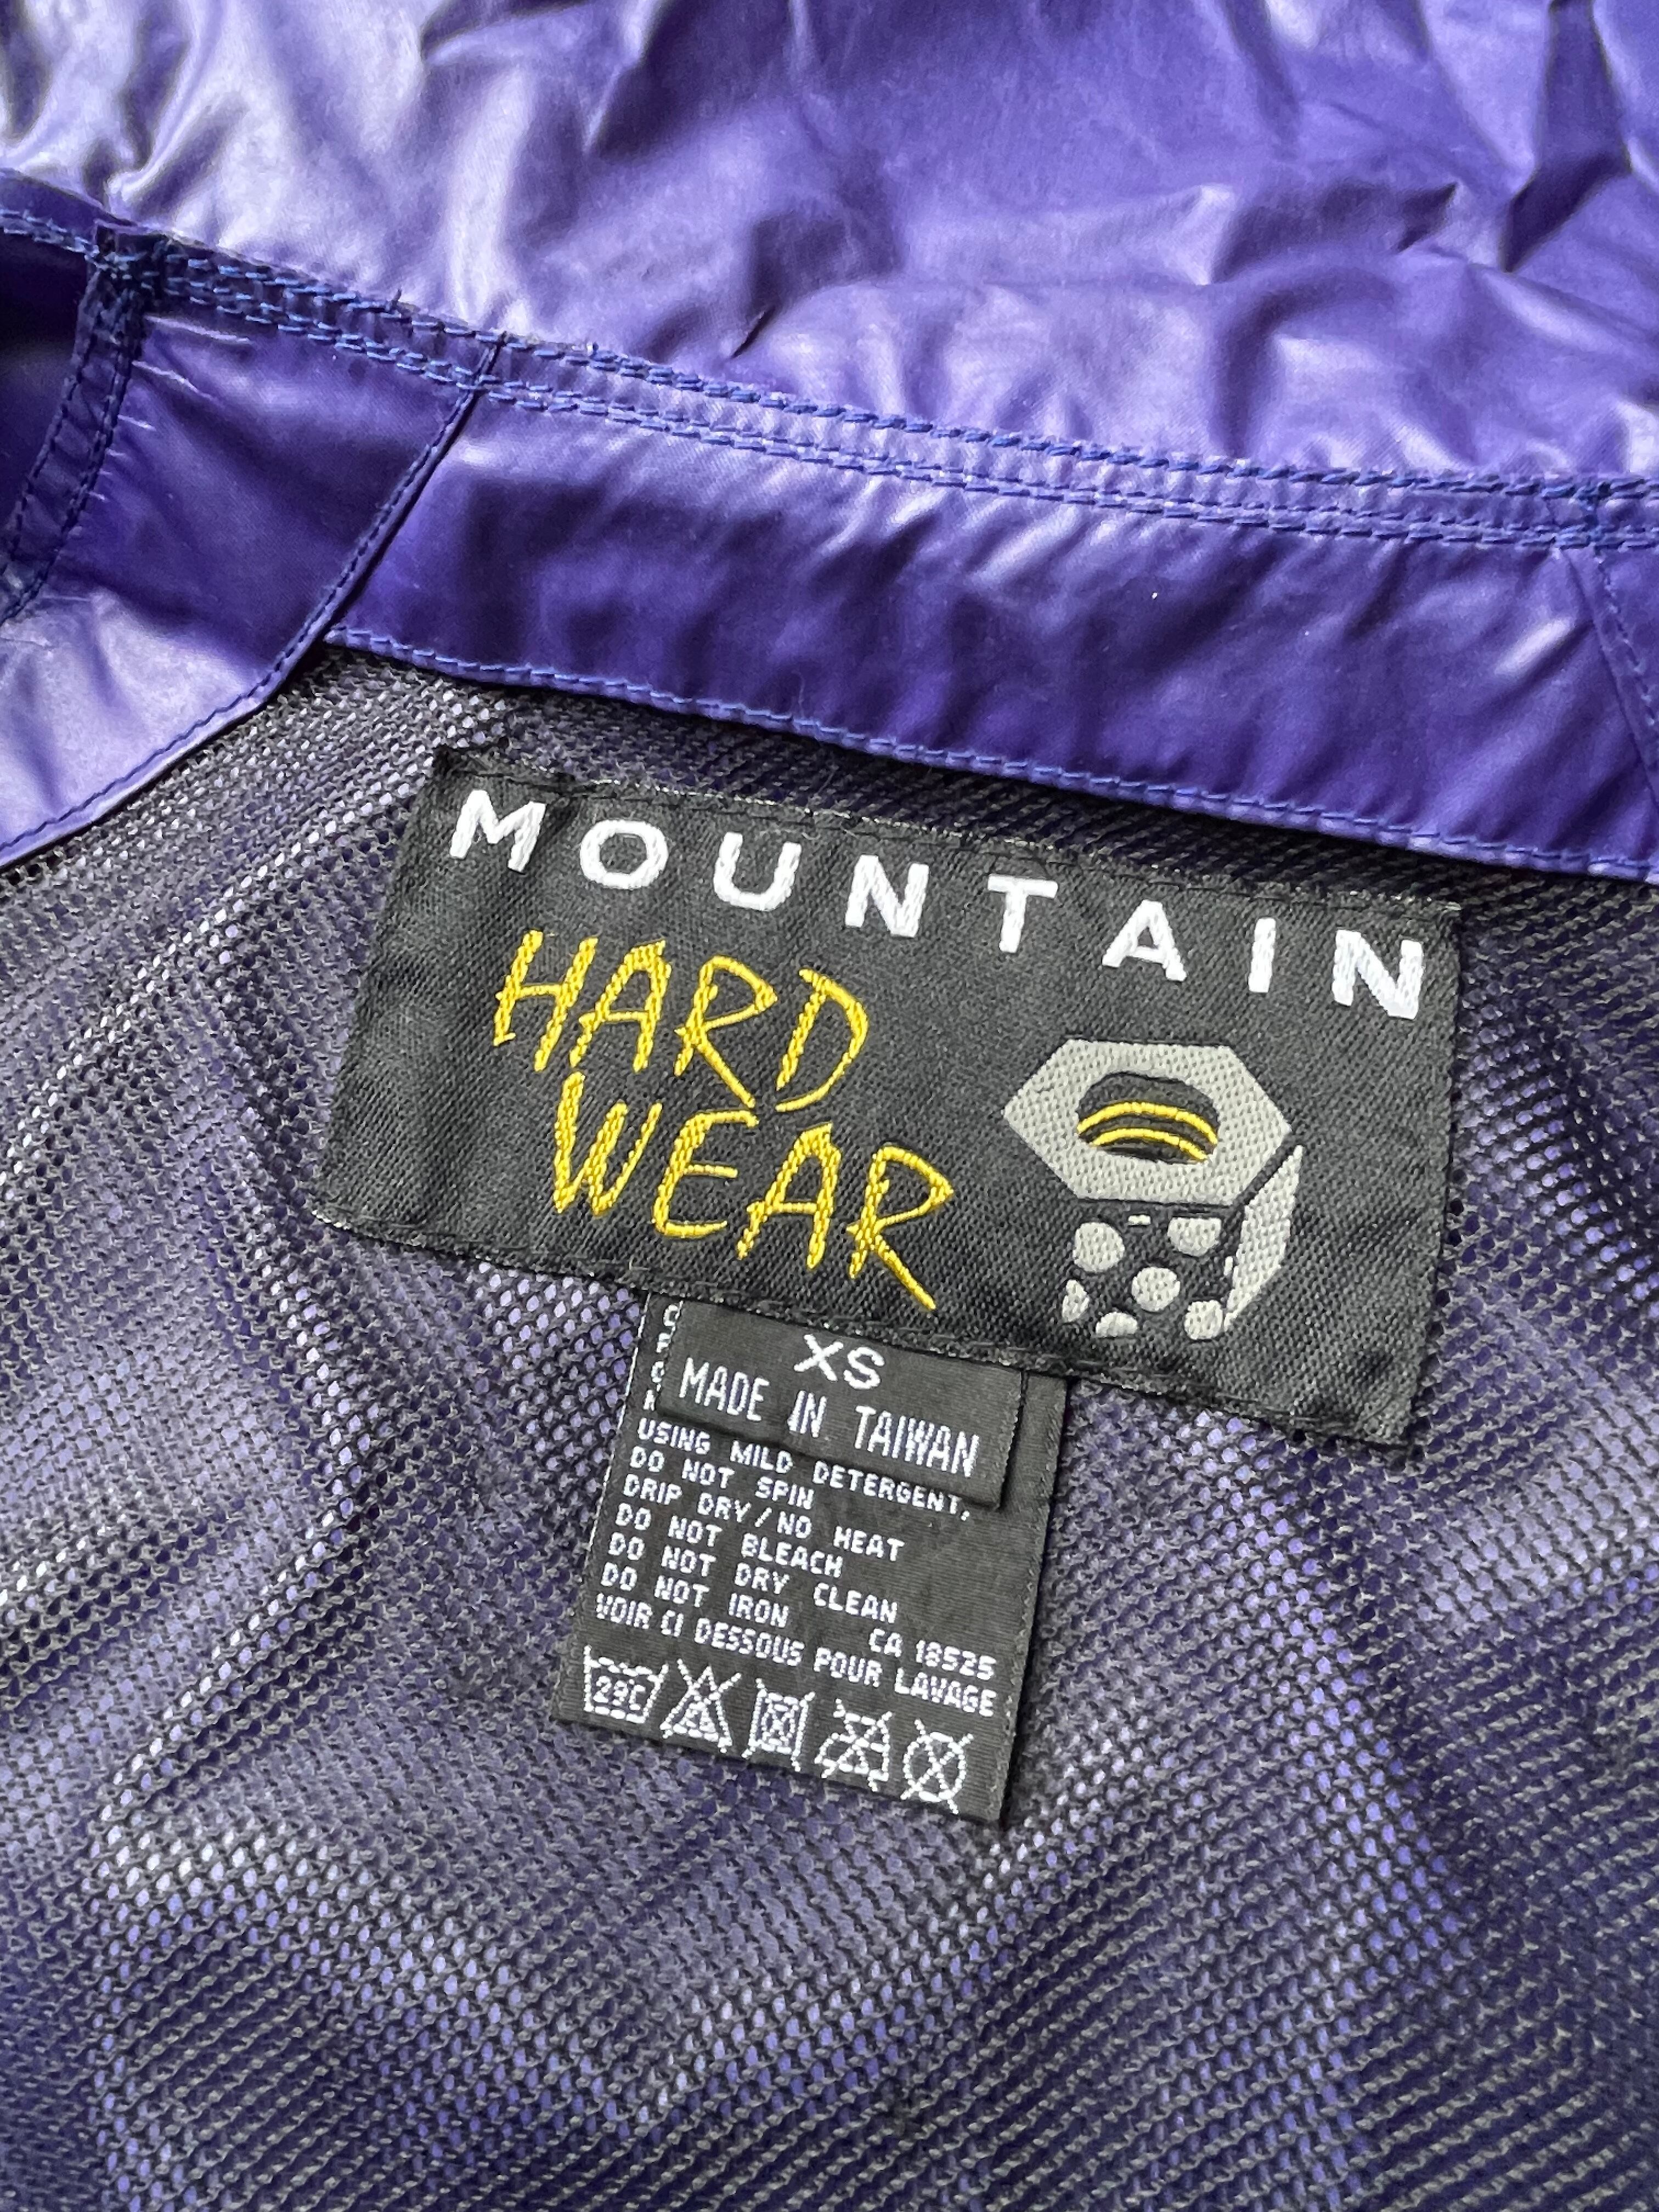 MOUNTAIN
HARD
WEAR
XS
MADE IN TAIWAN
USING MILD DETERGENT,
DO NOT SPIN
DRIP DRY/NO HEAT
DO NOT BLEACH
DO NOT DRY CLEAN
DO NOT IRON CA 18525
VOIR CI DESSOUS POUR LAVAGE
29C